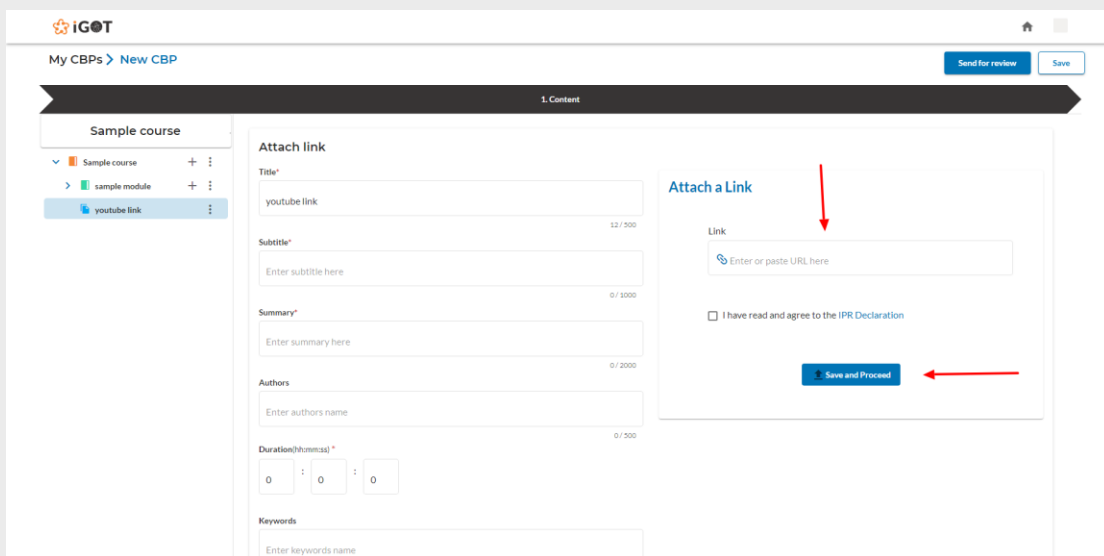 iGOT
My CBPs New CBP
Send for review
Save
1. Content
Sample course
Sample course
sample module
youtube link
Attach link
Title*
youtube link
12 / 500
Subtitle*
Enter subtitle here
0 / 1000
Summary*
Enter summary here
0 / 2000
Authors
Enter authors name
0 / 500
Duration(hh:mm:ss) *
0 : 0 : 0
Keywords
Enter keywords name
Attach a Link
Link
Enter or paste URL here
I have read and agree to the IPR Declaration
Save and Proceed